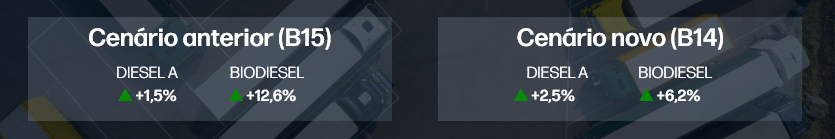 Cenário anterior (B15)
DIESEL A BIODIESEL
+1,5% +12,6%
Cenário novo (B14)
DIESEL A BIODIESEL
+2,5% +6,2%